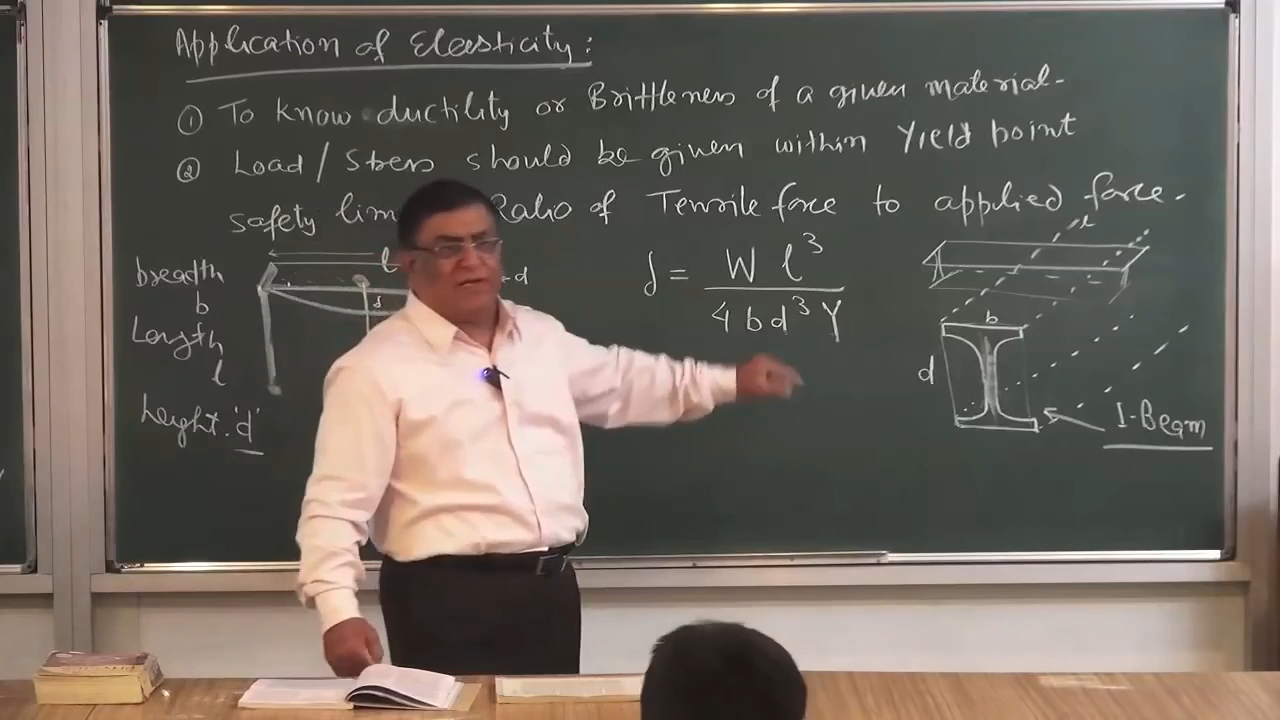 Application of Elasticity:
① To know ductility or Brittleness of a given material-
② Load/Stress should be given within Yield point
safety lim Ratio of Tensile force to applied force.
breadth
b
Length
l
height 'd'
l
δ
d
δ = W l³ / 4 b d³ Y
l
b
d
I-Beam